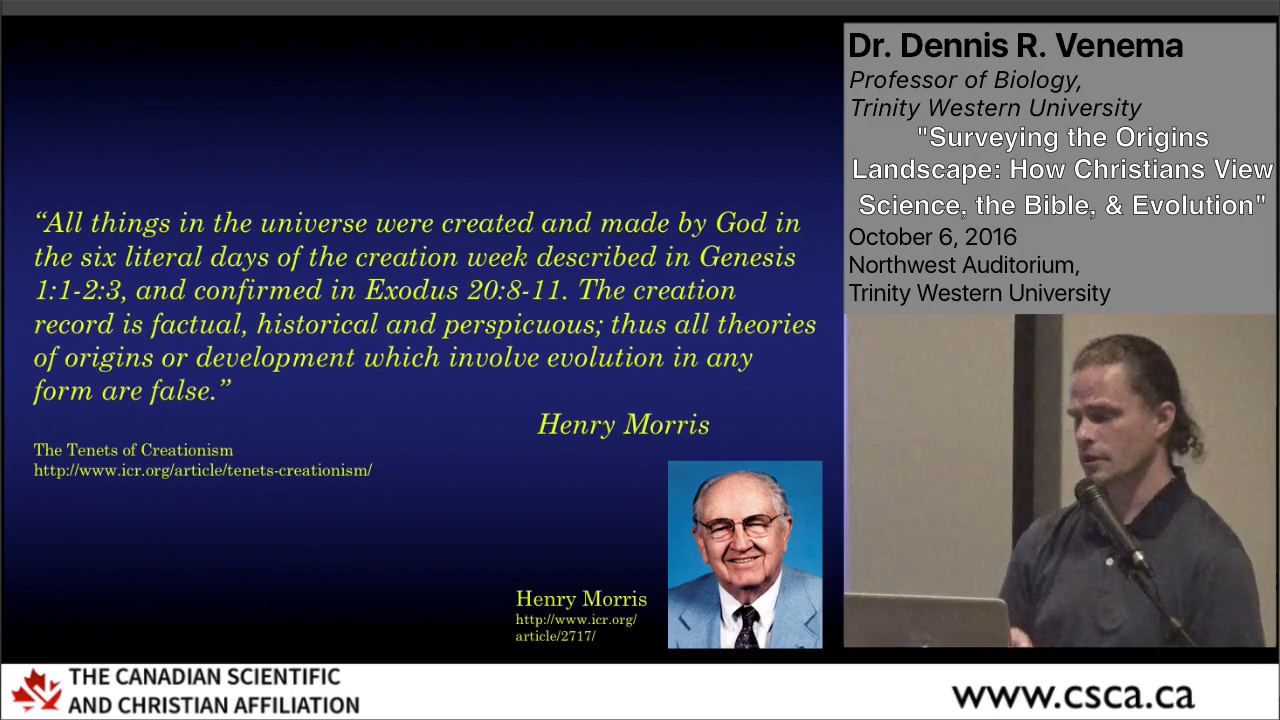 “All things in the universe were created and made by God in
the six literal days of the creation week described in Genesis
1:1-2:3, and confirmed in Exodus 20:8-11. The creation
record is factual, historical and perspicuous; thus all theories
of origins or development which involve evolution in any
form are false.”
Henry Morris
The Tenets of Creationism
http://www.icr.org/article/tenets-creationism/
Henry Morris
http://www.icr.org/
article/2717/
Dr. Dennis R. Venema
Professor of Biology,
Trinity Western University
"Surveying the Origins
Landscape: How Christians View
Science, the Bible, & Evolution"
October 6, 2016
Northwest Auditorium,
Trinity Western University
THE CANADIAN SCIENTIFIC
AND CHRISTIAN AFFILIATION
www.csca.ca